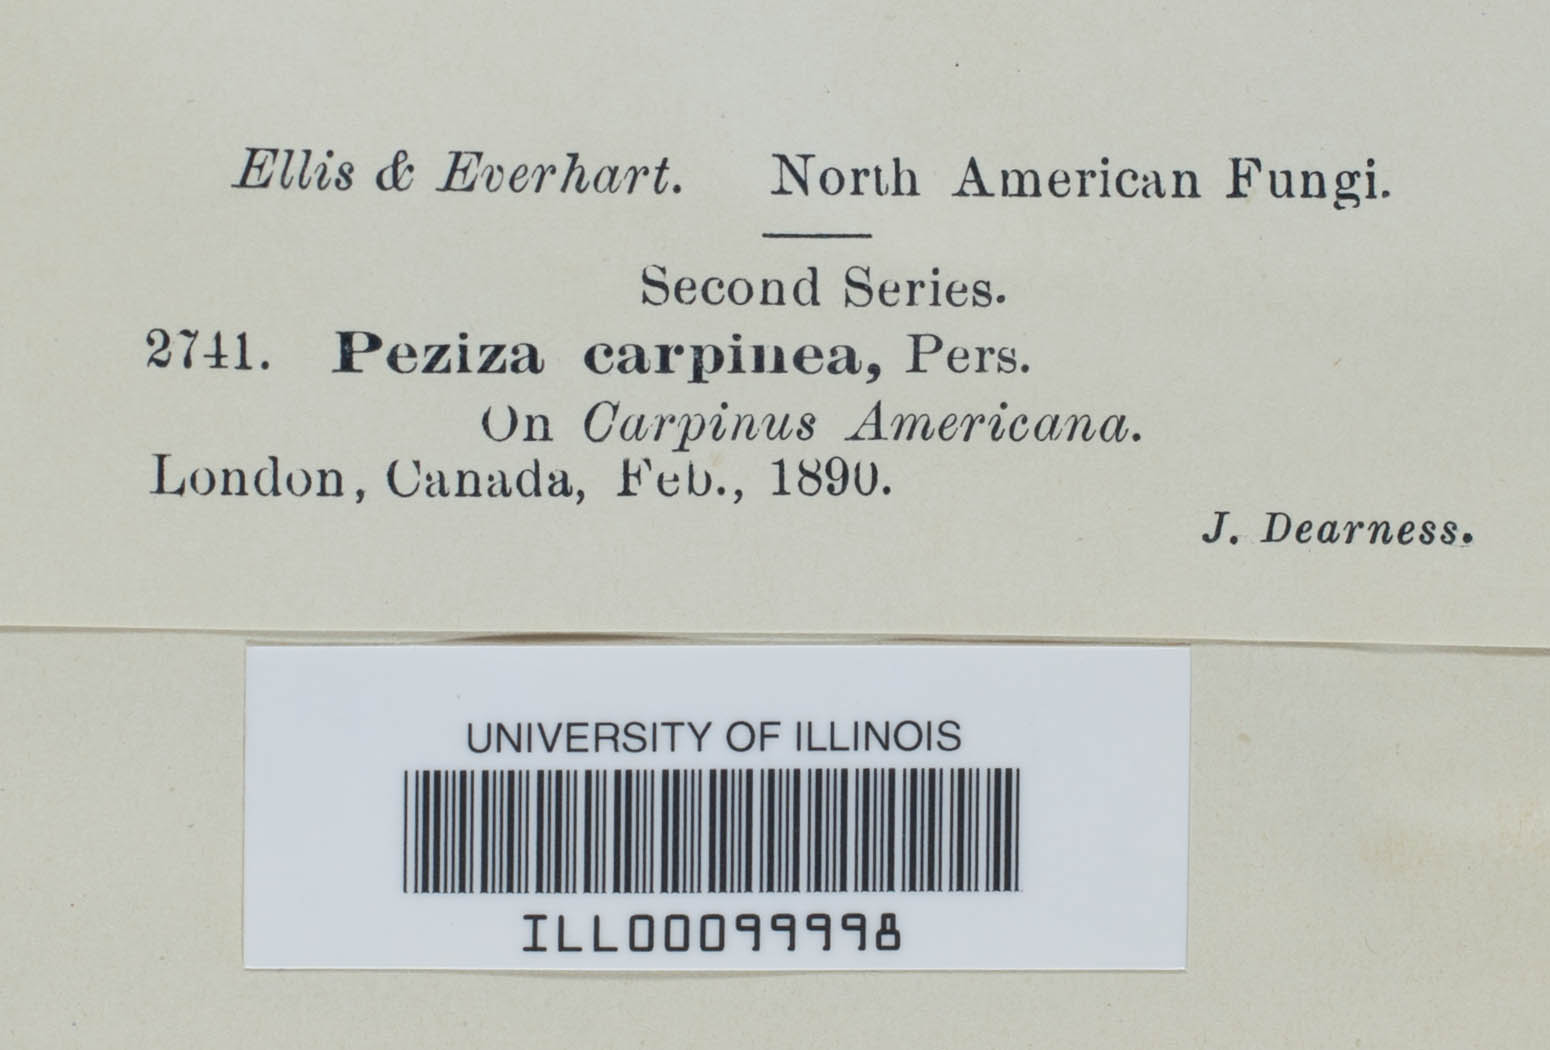 Ellis & Everhart. North American Fungi.
Second Series.
2741. Peziza carpinea, Pers.
On Carpinus Americana.
London, Canada, Feb., 1890.
J. Dearness.
UNIVERSITY OF ILLINOIS
ILL00099998